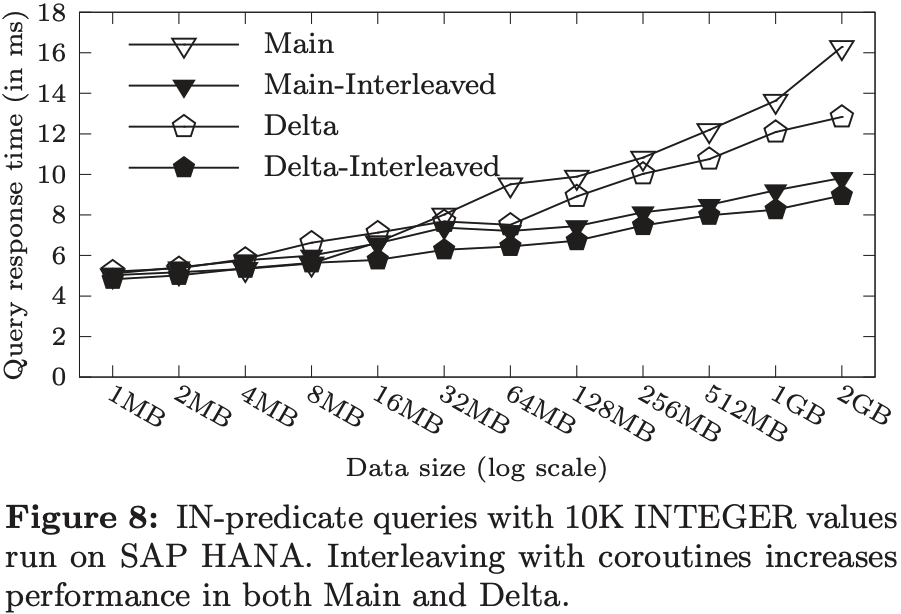 18
16
14
12
10
8
6
4
2
0
Query response time (in ms)
Main
Main-Interleaved
Delta
Delta-Interleaved
1MB
2MB
4MB
8MB
16MB
32MB
64MB
128MB
256MB
512MB
1GB
2GB
Data size (log scale)
Figure 8: IN-predicate queries with 10K INTEGER values
run on SAP HANA. Interleaving with coroutines increases
performance in both Main and Delta.